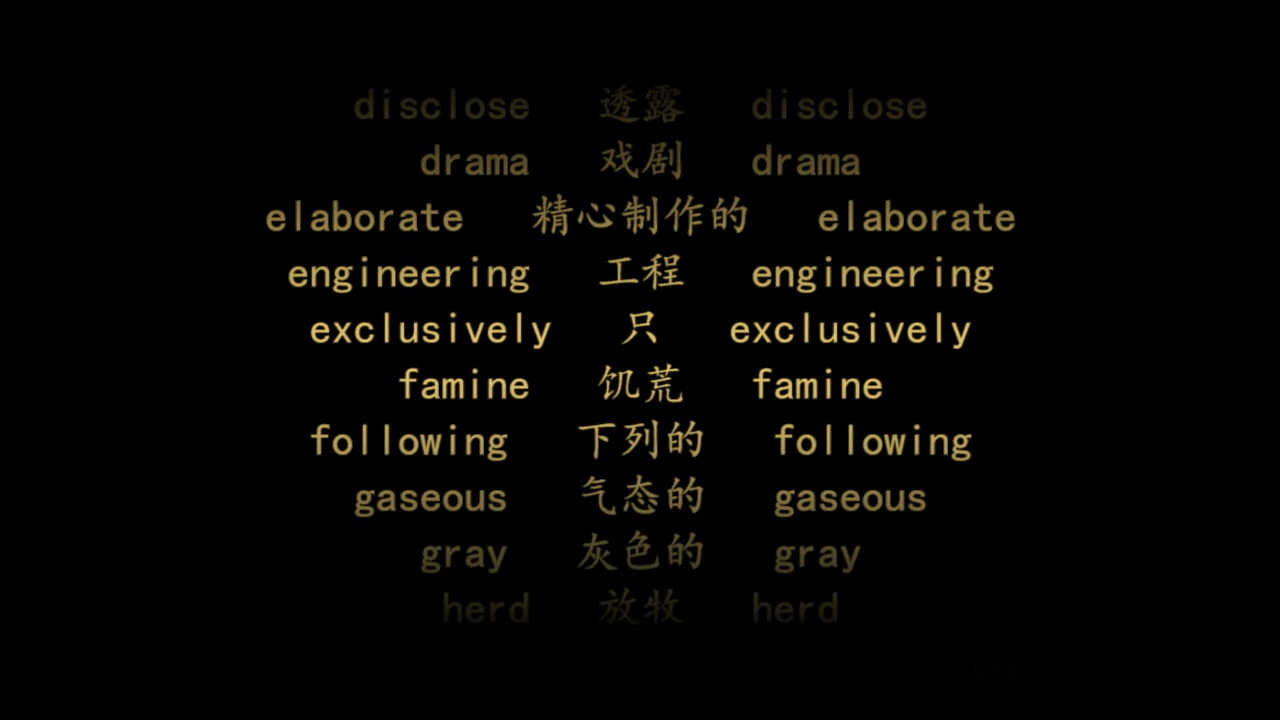 disclose 透露 disclose
drama 戏剧 drama
elaborate 精心制作的 elaborate
engineering 工程 engineering
exclusively 只 exclusively
famine 饥荒 famine
following 下列的 following
gaseous 气态的 gaseous
gray 灰色的 gray
herd 放牧 herd